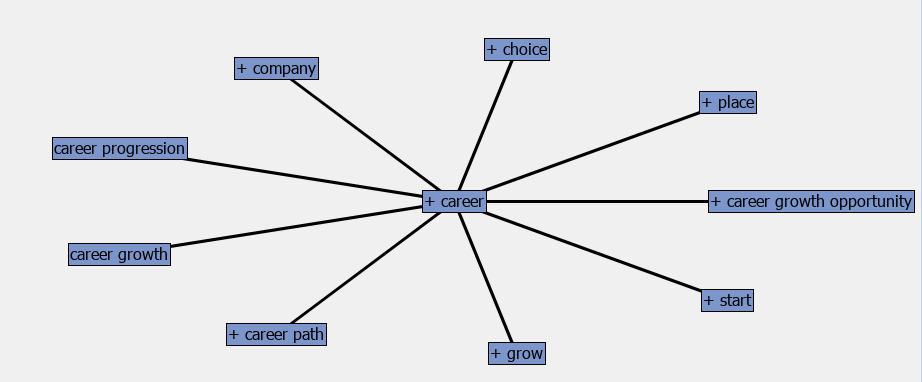 + choice
+ company
+ place
career progression
+ career
+ career growth opportunity
career growth
+ start
+ career path
+ grow